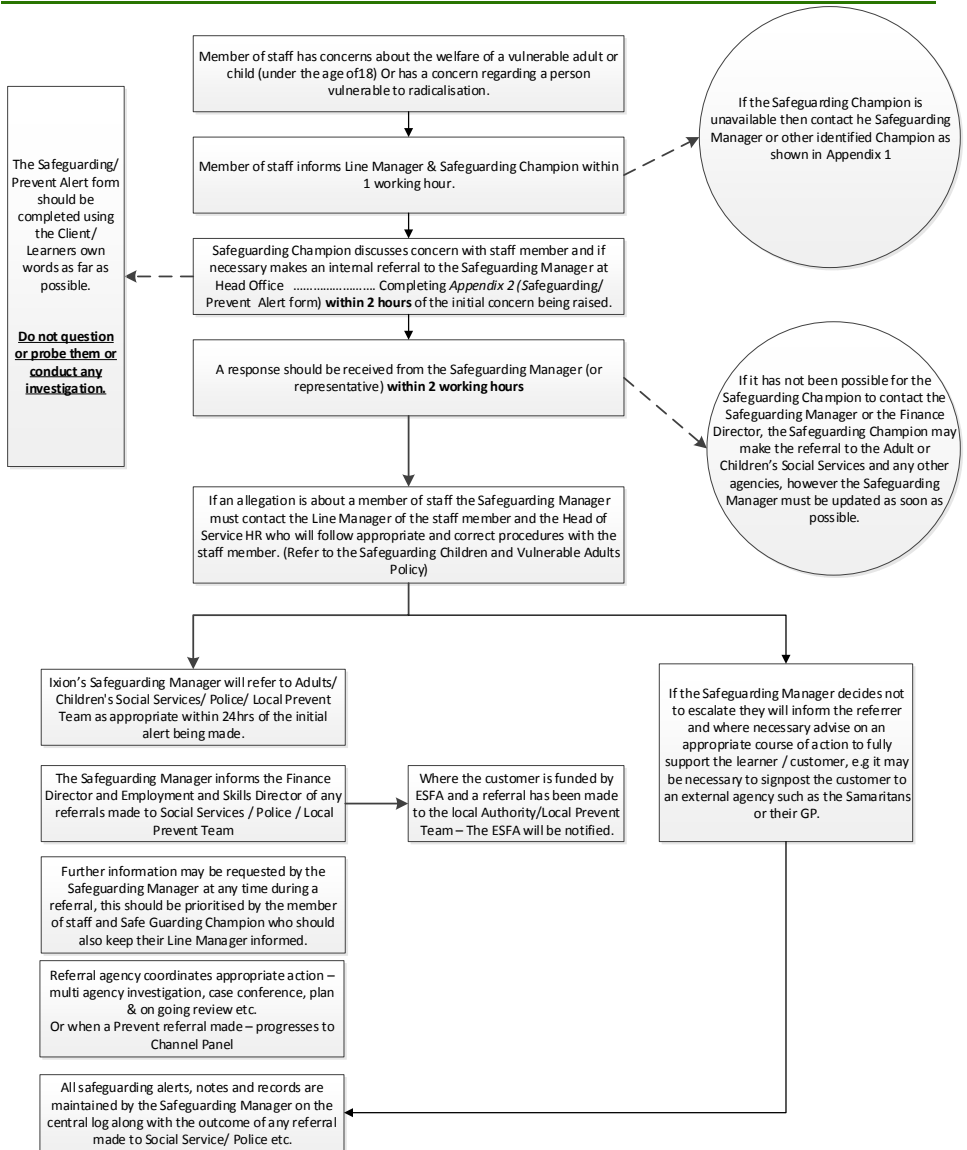 Member of staff has concerns about the welfare of a vulnerable adult or
child (under the age of18) Or has a concern regarding a person
vulnerable to radicalisation.
If the Safeguarding Champion is
unavailable then contact he Safeguarding
Manager or other identified Champion as
shown in Appendix 1
Member of staff informs Line Manager & Safeguarding Champion within
1 working hour.
The Safeguarding/
Prevent Alert form
should be
completed using
the Client/
Learners own
words as far as
possible.
Do not question
or probe them or
conduct any
investigation.
Safeguarding Champion discusses concern with staff member and if
necessary makes an internal referral to the Safeguarding Manager at
Head Office ........................ Completing Appendix 2 (Safeguarding/
Prevent Alert form) within 2 hours of the initial concern being raised.
A response should be received from the Safeguarding Manager (or
representative) within 2 working hours
If it has not been possible for the
Safeguarding Champion to contact the
Safeguarding Manager or the Finance
Director, the Safeguarding Champion may
make the referral to the Adult or
Children's Social Services and any other
agencies, however the Safeguarding
Manager must be updated as soon as
possible.
If an allegation is about a member of staff the Safeguarding Manager
must contact the Line Manager of the staff member and the Head of
Service HR who will follow appropriate and correct procedures with the
staff member. (Refer to the Safeguarding Children and Vulnerable Adults
Policy)
Ixion's Safeguarding Manager will refer to Adults/
Children's Social Services/ Police/ Local Prevent
Team as appropriate within 24hrs of the initial
alert being made.
If the Safeguarding Manager decides not
to escalate they will inform the referrer
and where necessary advise on an
appropriate course of action to fully
support the learner / customer, e.g it may
be necessary to signpost the customer to
an external agency such as the Samaritans
or their GP.
The Safeguarding Manager informs the Finance
Director and Employment and Skills Director of any
referrals made to Social Services / Police / Local
Prevent Team
Where the customer is funded by
ESFA and a referral has been made
to the local Authority/Local Prevent
Team – The ESFA will be notified.
Further information may be requested by the
Safeguarding Manager at any time during a
referral, this should be prioritised by the member
of staff and Safe Guarding Champion who should
also keep their Line Manager informed.
Referral agency coordinates appropriate action –
multi agency investigation, case conference, plan
& on going review etc.
Or when a Prevent referral made – progresses to
Channel Panel
All safeguarding alerts, notes and records are
maintained by the Safeguarding Manager on the
central log along with the outcome of any referral
made to Social Service/ Police etc.